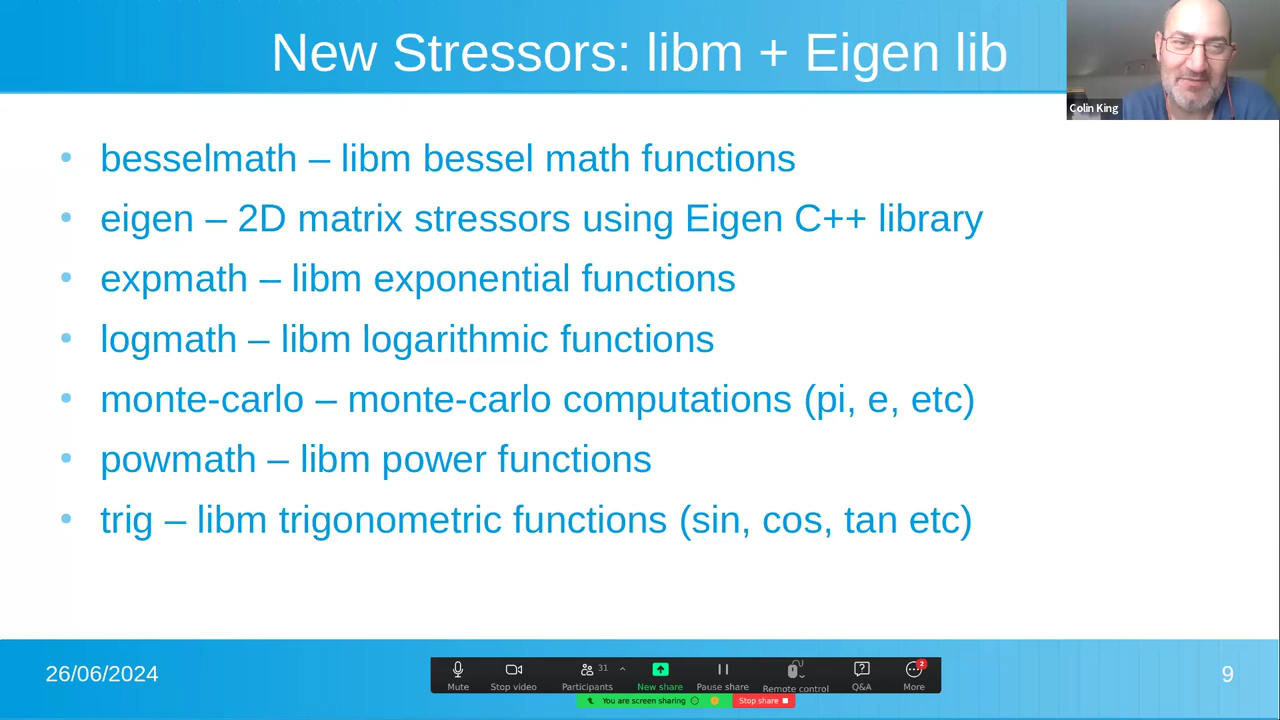 New Stressors: libm + Eigen lib
Colin King
• besselmath – libm bessel math functions
• eigen – 2D matrix stressors using Eigen C++ library
• expmath – libm exponential functions
• logmath – libm logarithmic functions
• monte-carlo – monte-carlo computations (pi, e, etc)
• powmath – libm power functions
• trig – libm trigonometric functions (sin, cos, tan etc)
26/06/2024
31
2
Mute Stop video Participants New share Pause share Remote control Q&A More
You are screen sharing Stop share
9